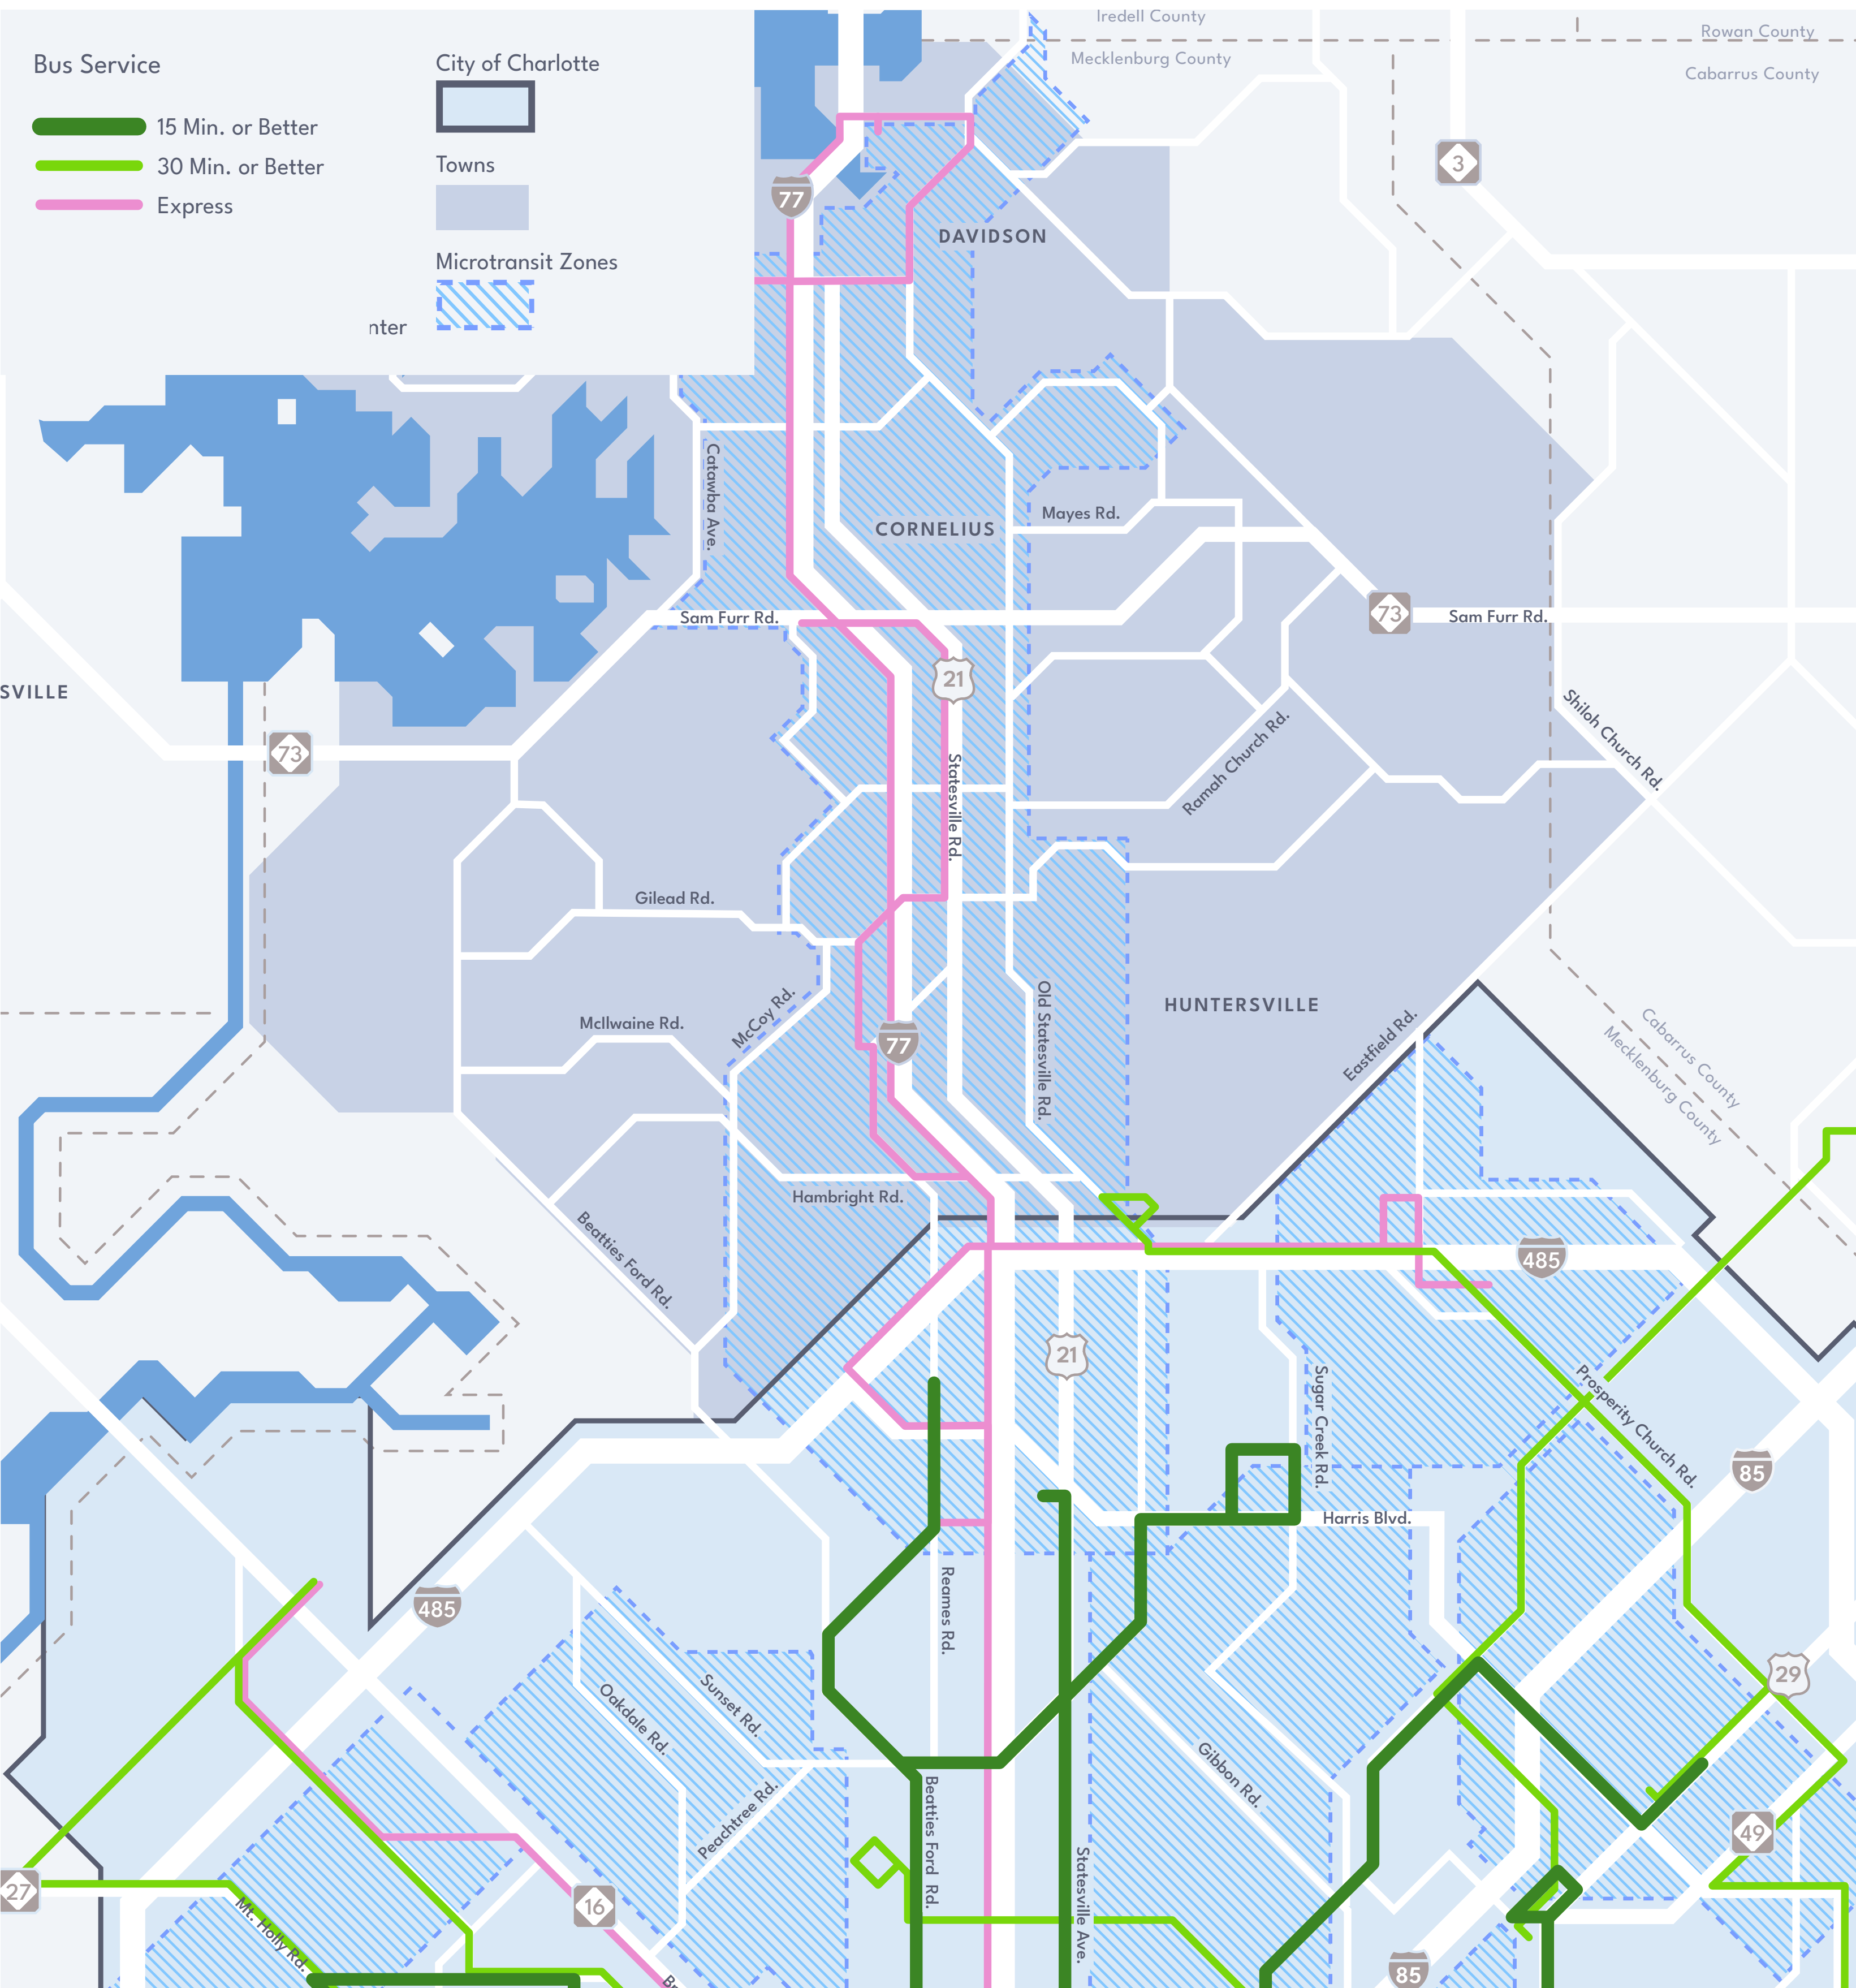 Iredell County
Mecklenburg County
Rowan County
Cabarrus County
Bus Service
15 Min. or Better
30 Min. or Better
Express
City of Charlotte
Towns
Microtransit Zones
nter
3
77
DAVIDSON
Catawba Ave.
CORNELIUS
Mayes Rd.
Sam Furr Rd.
73
Sam Furr Rd.
SVILLE
21
73
Shiloh Church Rd.
Ramah Church Rd.
Statesville Rd.
Gilead Rd.
HUNTERSVILLE
McCoy Rd.
McIlwaine Rd.
77
Old Statesville Rd.
Eastfield Rd.
Cabarrus County
Mecklenburg County
Hambright Rd.
Beatties Ford Rd.
485
21
Sugar Creek Rd.
Prosperity Church Rd.
85
Harris Blvd.
485
Reames Rd.
Oakdale Rd.
Sunset Rd.
29
Gibbon Rd.
Peachtree Rd.
Beatties Ford Rd.
49
27
16
Mt. Holly Rd.
Statesville Ave.
85
Br